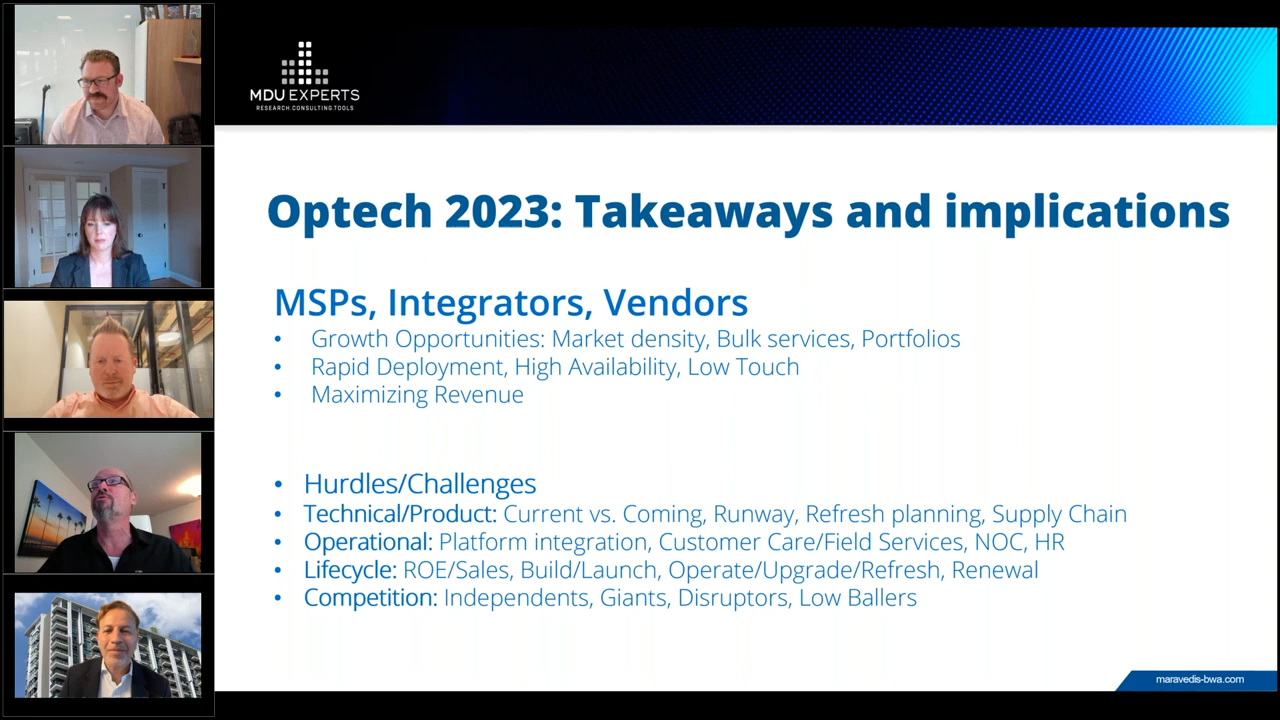 MDU EXPERTS
RESEARCH.CONSULTING.TOOLS
Optech 2023: Takeaways and implications
MSPs, Integrators, Vendors
• Growth Opportunities: Market density, Bulk services, Portfolios
• Rapid Deployment, High Availability, Low Touch
• Maximizing Revenue
• Hurdles/Challenges
• Technical/Product: Current vs. Coming, Runway, Refresh planning, Supply Chain
• Operational: Platform integration, Customer Care/Field Services, NOC, HR
• Lifecycle: ROE/Sales, Build/Launch, Operate/Upgrade/Refresh, Renewal
• Competition: Independents, Giants, Disruptors, Low Ballers
maravedis-bwa.com